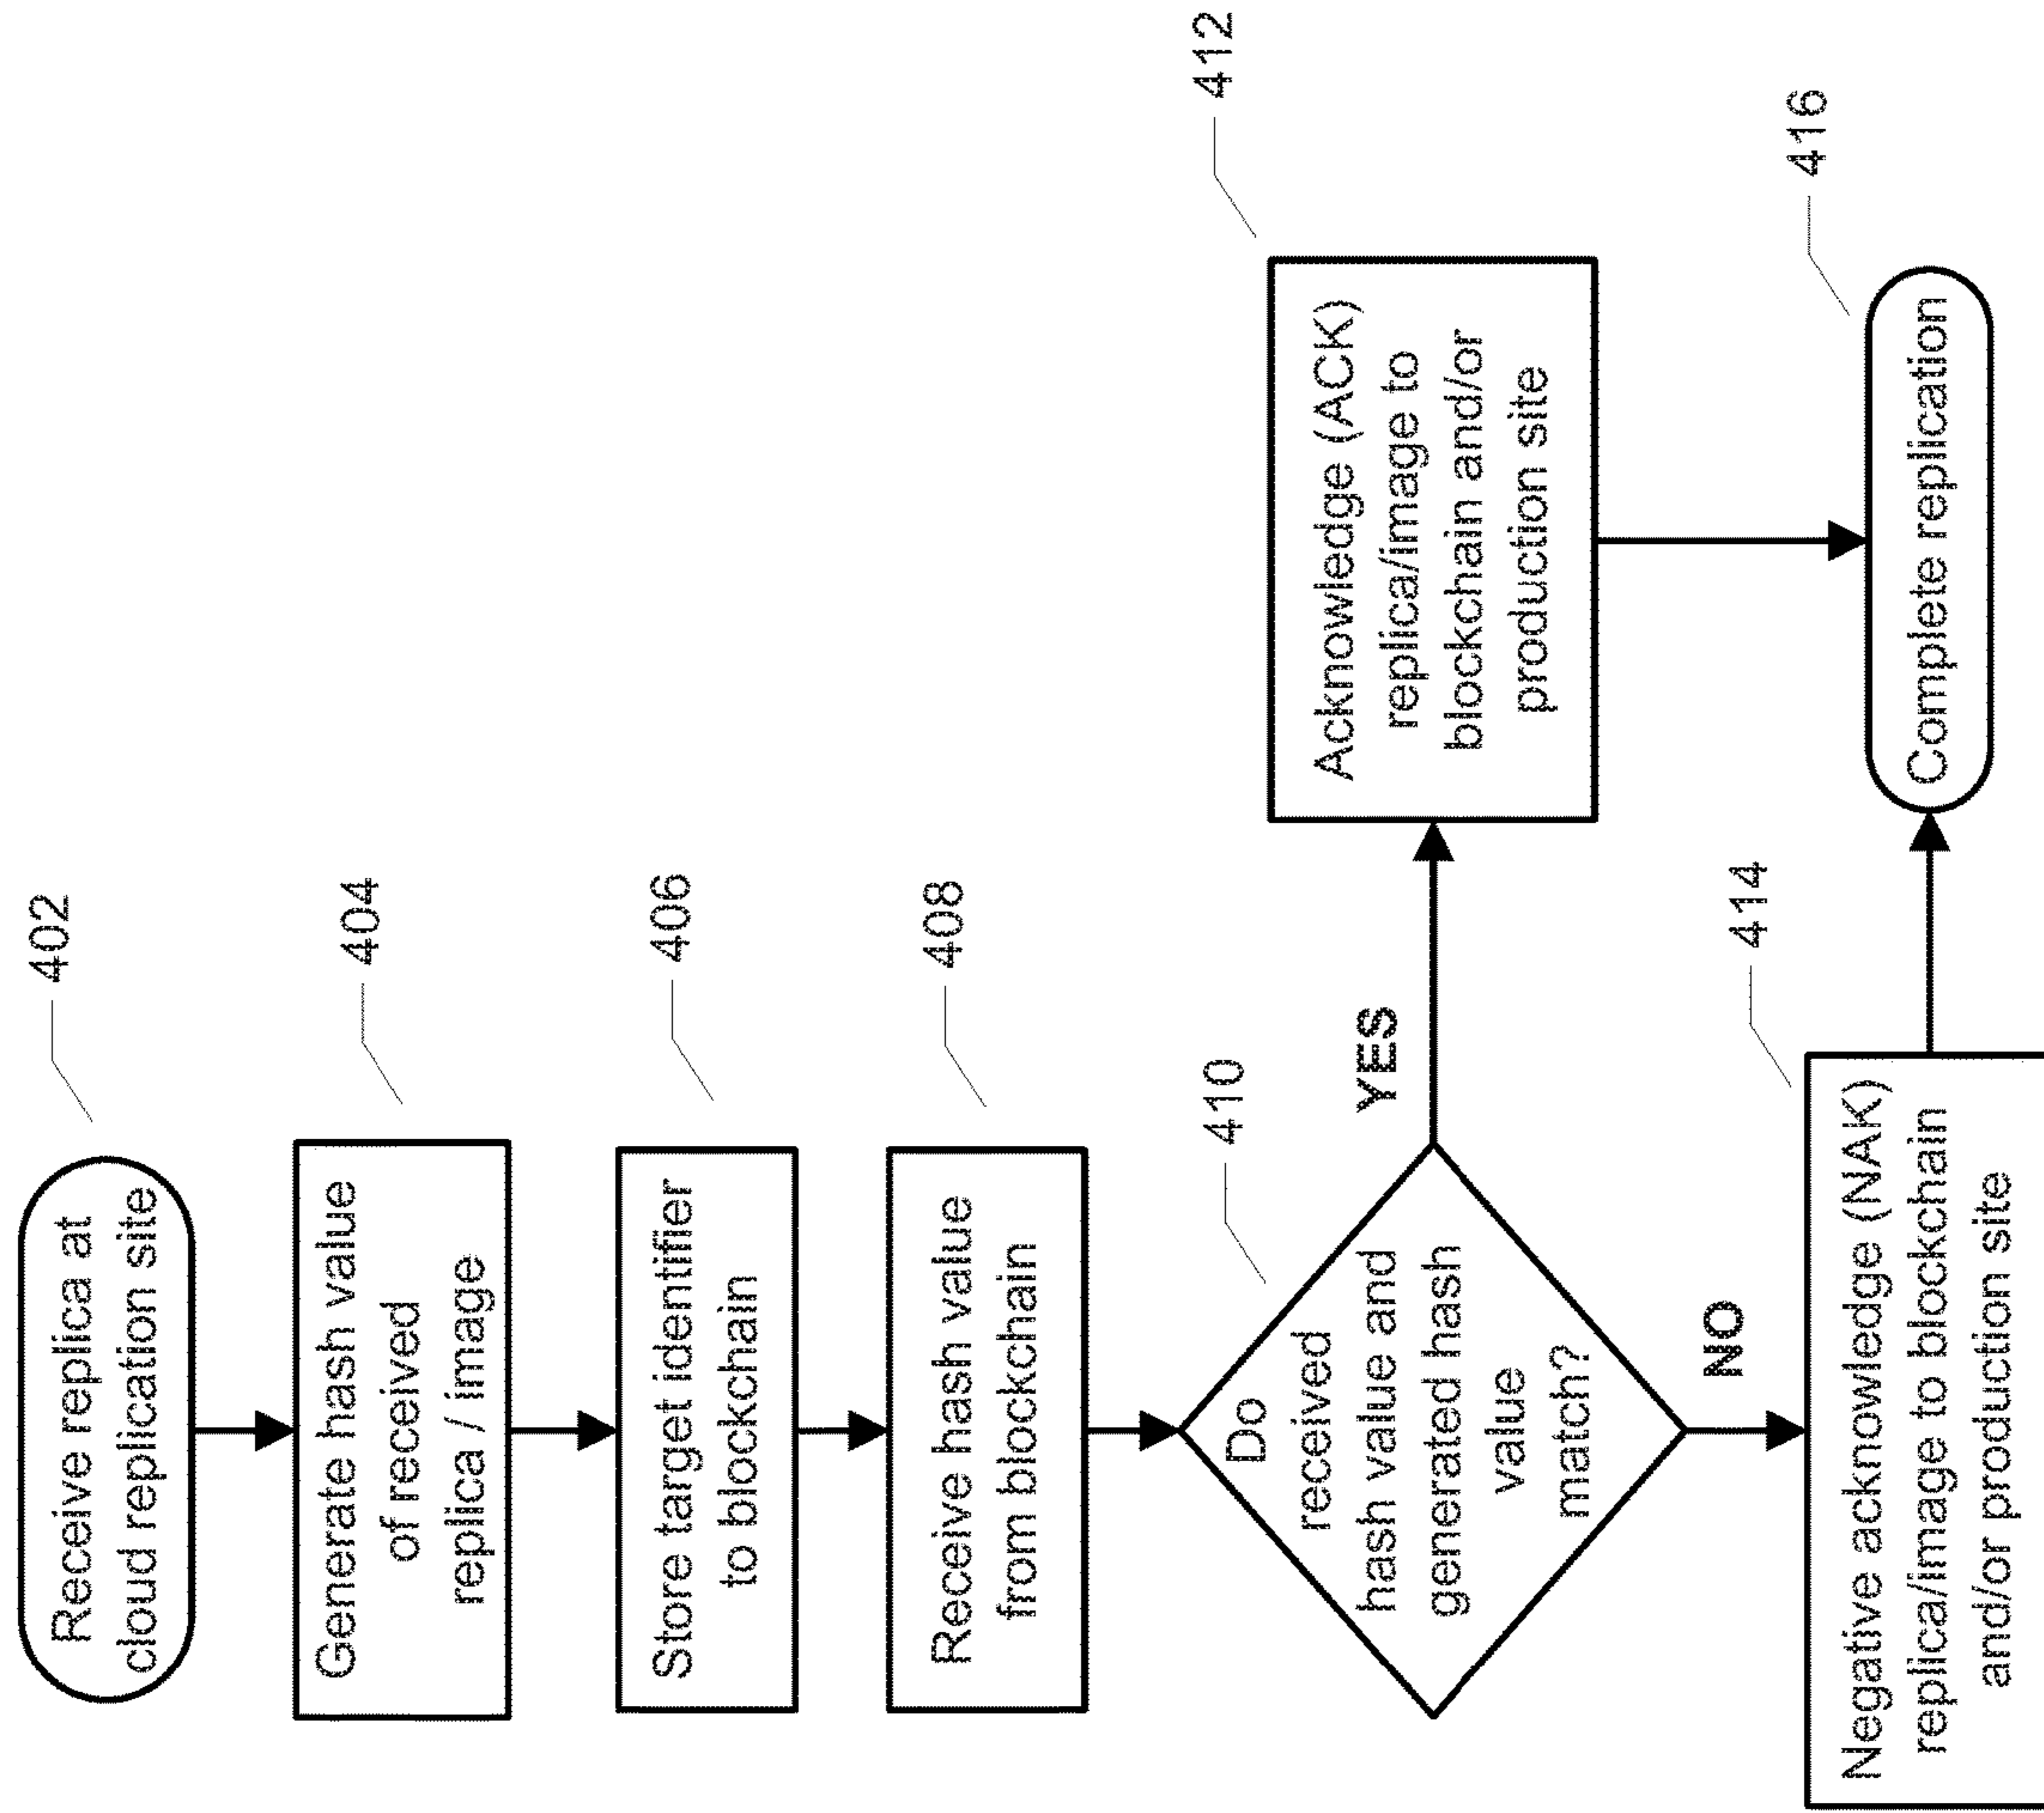 402
Receive replica at
cloud replication site
404
Generate hash value
of received
replica / image
406
Store target identifier
to blockchain
408
Receive hash value
from blockchain
410
Do
received
hash value and
generated hash
value
match?
YES
412
Acknowledge (ACK)
replica/image to
blockchain and/or
production site
NO
414
Negative acknowledge (NAK)
replica/image to blockchain
and/or production site
416
Complete replication